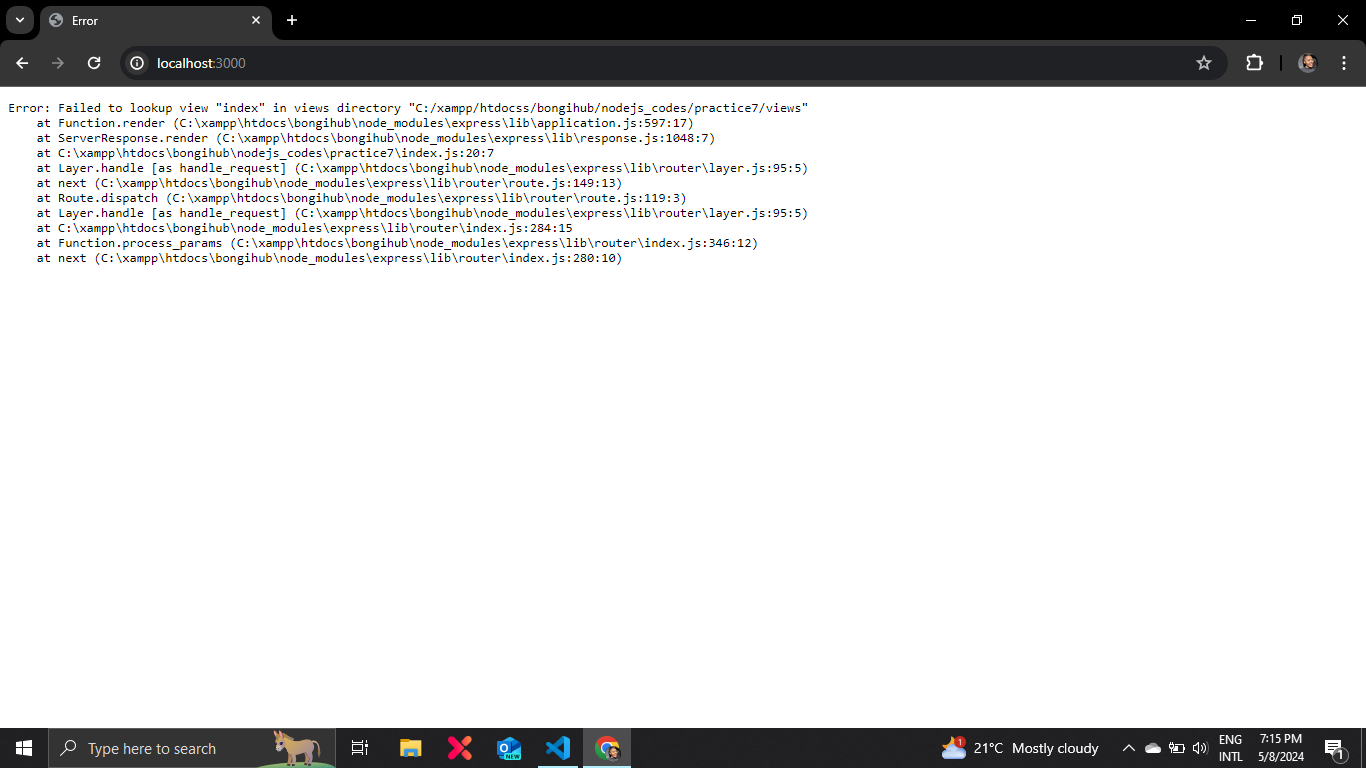 Error
localhost:3000
Error: Failed to lookup view "index" in views directory "C:/xampp/htdocss/bongihub/nodejs_codes/practice7/views"
at Function.render (C:\xampp\htdocs\bongihub\node_modules\express\lib\application.js:597:17)
at ServerResponse.render (C:\xampp\htdocs\bongihub\node_modules\express\lib\response.js:1048:7)
at C:\xampp\htdocs\bongihub\nodejs_codes\practice7\index.js:20:7
at Layer.handle [as handle_request] (C:\xampp\htdocs\bongihub\node_modules\express\lib\router\layer.js:95:5)
at next (C:\xampp\htdocs\bongihub\node_modules\express\lib\router\route.js:149:13)
at Route.dispatch (C:\xampp\htdocs\bongihub\node_modules\express\lib\router\route.js:119:3)
at Layer.handle [as handle_request] (C:\xampp\htdocs\bongihub\node_modules\express\lib\router\layer.js:95:5)
at C:\xampp\htdocs\bongihub\node_modules\express\lib\router\index.js:284:15
at Function.process_params (C:\xampp\htdocs\bongihub\node_modules\express\lib\router\index.js:346:12)
at next (C:\xampp\htdocs\bongihub\node_modules\express\lib\router\index.js:280:10)
Type here to search
NEW
1
21°C Mostly cloudy
ENG
INTL
7:15 PM
5/8/2024
1